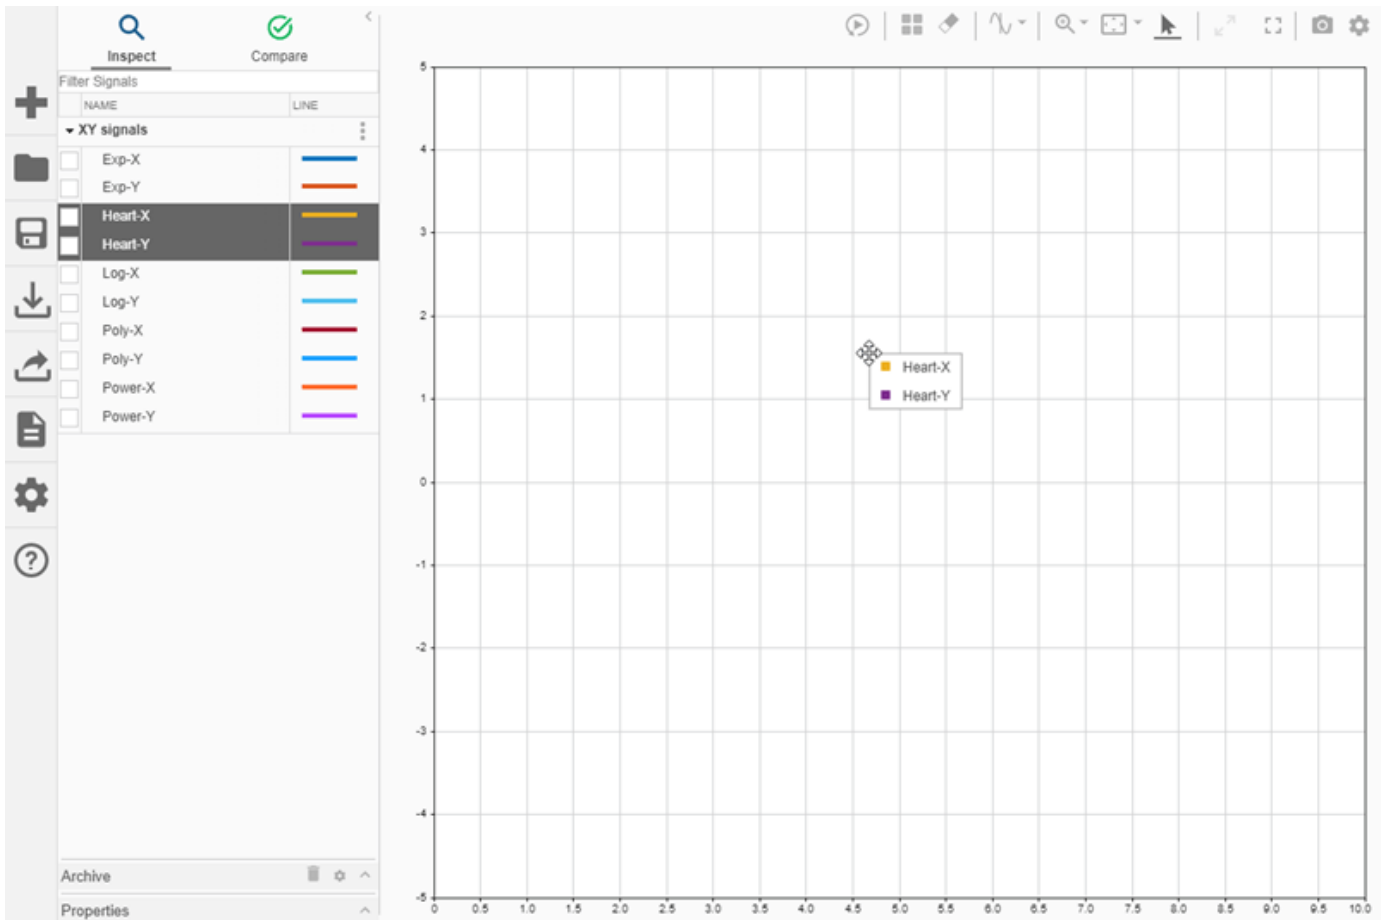 Inspect
Compare
Filter Signals
NAME LINE
XY signals
Exp-X
Exp-Y
Heart-X
Heart-Y
Log-X
Log-Y
Poly-X
Poly-Y
Power-X
Power-Y
Archive
Properties
5
4
3
2
1
0
-1
-2
-3
-4
-5
Heart-X
Heart-Y
0 0.5 1.0 1.5 2.0 2.5 3.0 3.5 4.0 4.5 5.0 5.5 6.0 6.5 7.0 7.5 8.0 8.5 9.0 9.5 10.0